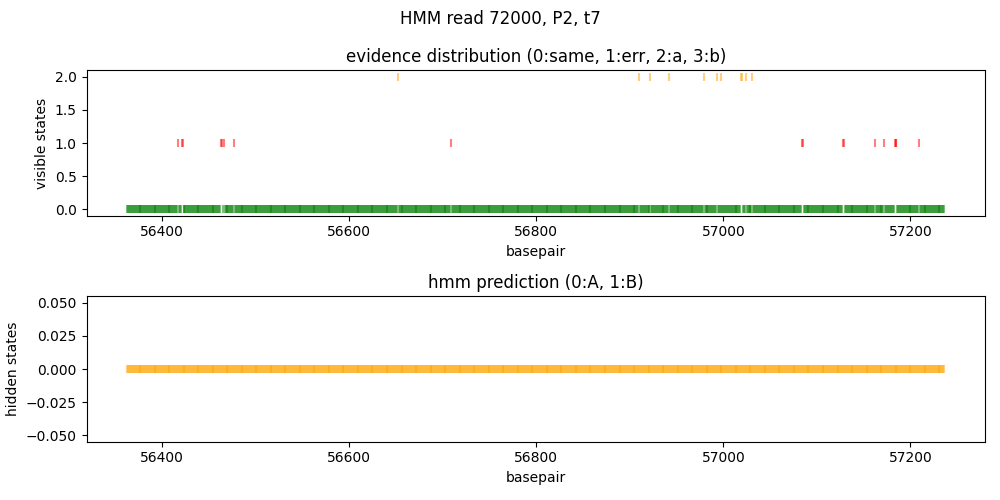 HMM read 72000, P2, t7
evidence distribution (0:same, 1:err, 2:a, 3:b)
visible states
2.0
1.5
1.0
0.5
0.0
56400 56600 56800 57000 57200
basepair
hmm prediction (0:A, 1:B)
hidden states
0.050
0.025
0.000
−0.025
−0.050
56400 56600 56800 57000 57200
basepair